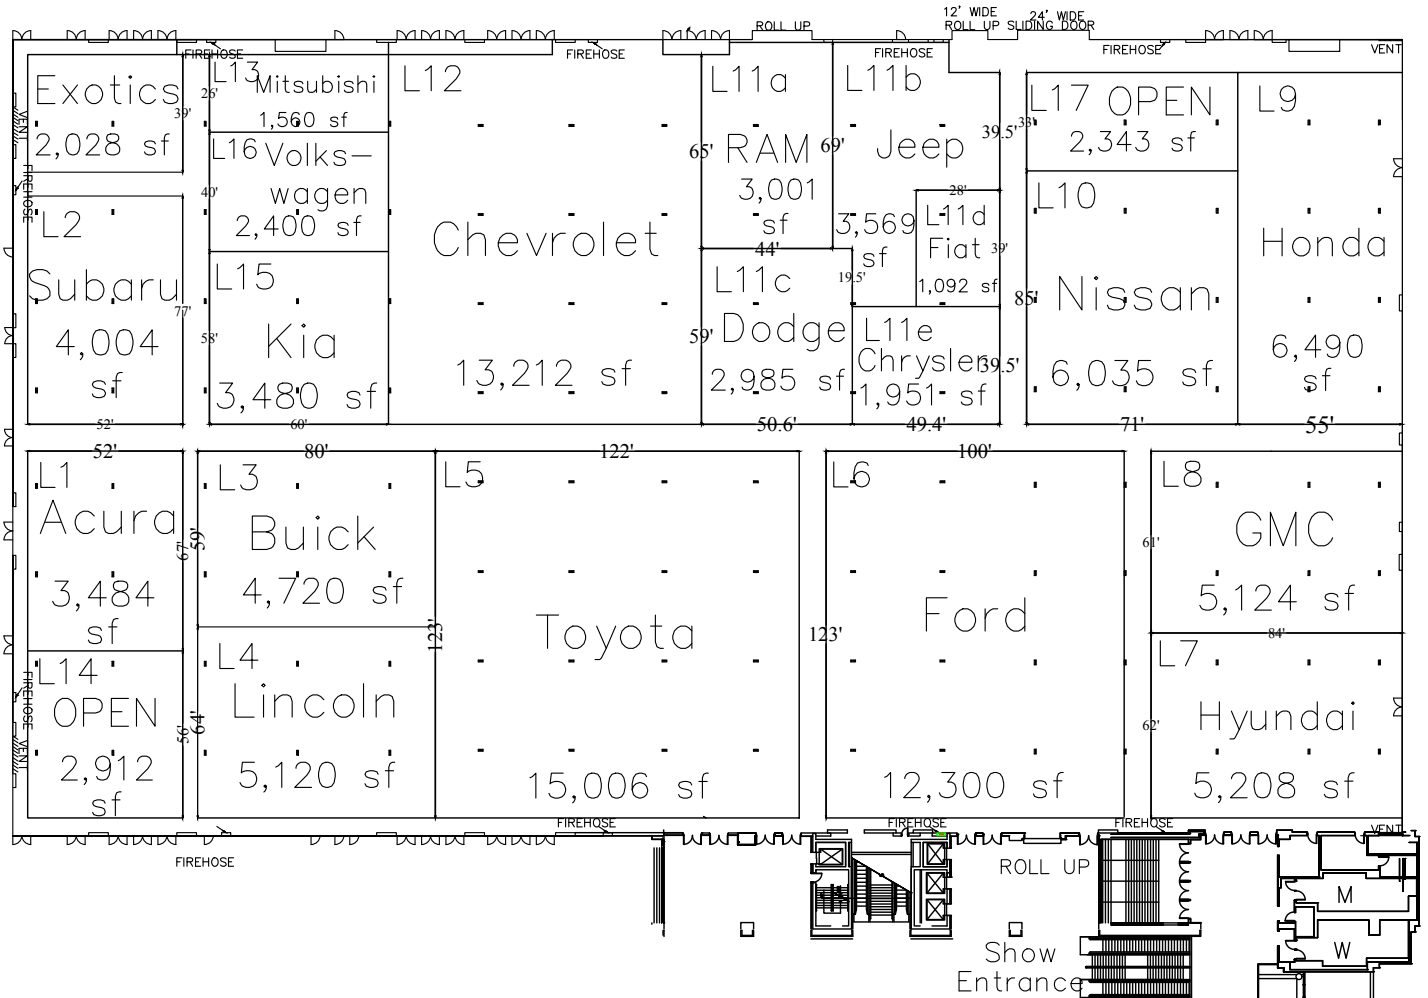 12' WIDE
24' WIDE
ROLL UP
ROLL UP SLIDING DOOR
FIREHOSE
FIREHOSE
FIREHOSE
FIREHOSE
VENT
Exotics
2,028 sf
39'
VENT
FIREHOSE
L13
Mitsubishi
26'
1,560 sf
L16 Volks-
wagen
40'
2,400 sf
L2
Subaru
77'
4,004
sf
52'
L15
58'
Kia
3,480 sf
60'
L12
Chevrolet
13,212 sf
L11a
65'
RAM
69'
3,001
sf
44'
L11b
Jeep
39.5'
3,569
sf
28'
L11d
Fiat
39'
1,092 sf
19.5'
85'
L11c
59'
Dodge
2,985 sf
50.6'
L11e
Chrysler
39.5'
1,951 sf
49.4'
L17 OPEN
33'
2,343 sf
L10
Nissan
6,035 sf
71'
L9
Honda
6,490
sf
55'
52'
L1
Acura
67'
3,484
sf
L14
OPEN
56'
2,912
sf
FIREHOSE
VENT
80'
L3
59'
Buick
4,720 sf
L4
Lincoln
64'
5,120 sf
122'
L5
123'
Toyota
15,006 sf
100'
L6
123'
Ford
12,300 sf
L8
61'
GMC
5,124 sf
84'
L7
62'
Hyundai
5,208 sf
FIREHOSE
FIREHOSE
FIREHOSE
VENT
FIREHOSE
ROLL UP
M
W
Show
Entrance